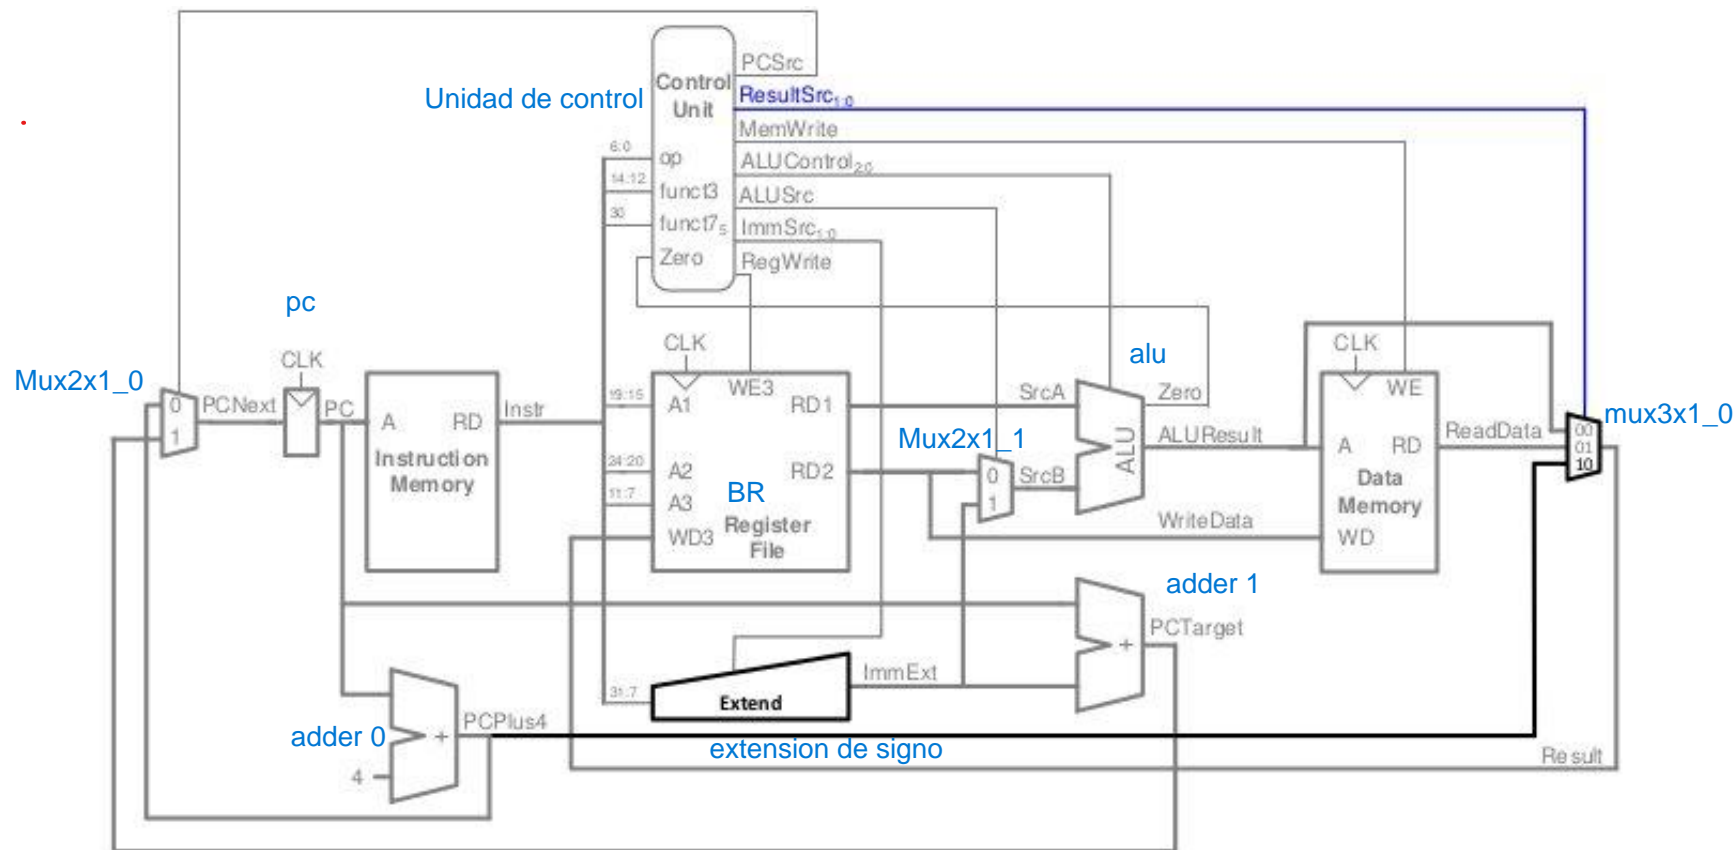 PCSrc
Control
Unit
Unidad de control
ResultSrc1:0
MemWrite
6:0
op
ALUControl2:0
14:12
funct3
ALUSrc
30
funct75
ImmSrc1:0
Zero
RegWrite
pc
CLK
CLK
CLK
alu
Mux2x1_0
0
1
PCNext
PC
A
RD
Instruction
Memory
Instr
19:15
A1
WE3
RD1
SrcA
Zero
WE
mux3x1_0
24:20
A2
RD2
Mux2x1_1
0
1
SrcB
ALU
ALUResult
A
RD
ReadData
00
01
10
11:7
A3
BR
Register
File
WD3
Data
Memory
WriteData
WD
adder 1
+
PCTarget
31:7
Extend
ImmExt
adder 0
+
PCPlus4
4
extension de signo
Result